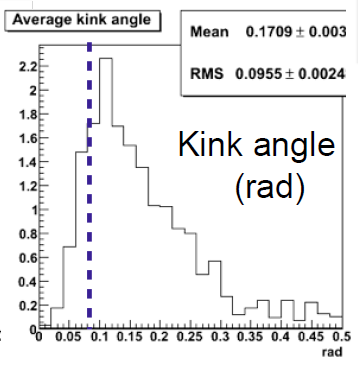 Average kink angle
Mean 0.1709 ± 0.003
RMS 0.0955 ± 0.0024
Kink angle
(rad)
2.2
2
1.8
1.6
1.4
1.2
1
0.8
0.6
0.4
0.2
0
0 0.05 0.1 0.15 0.2 0.25 0.3 0.35 0.4 0.45 0.5
rad